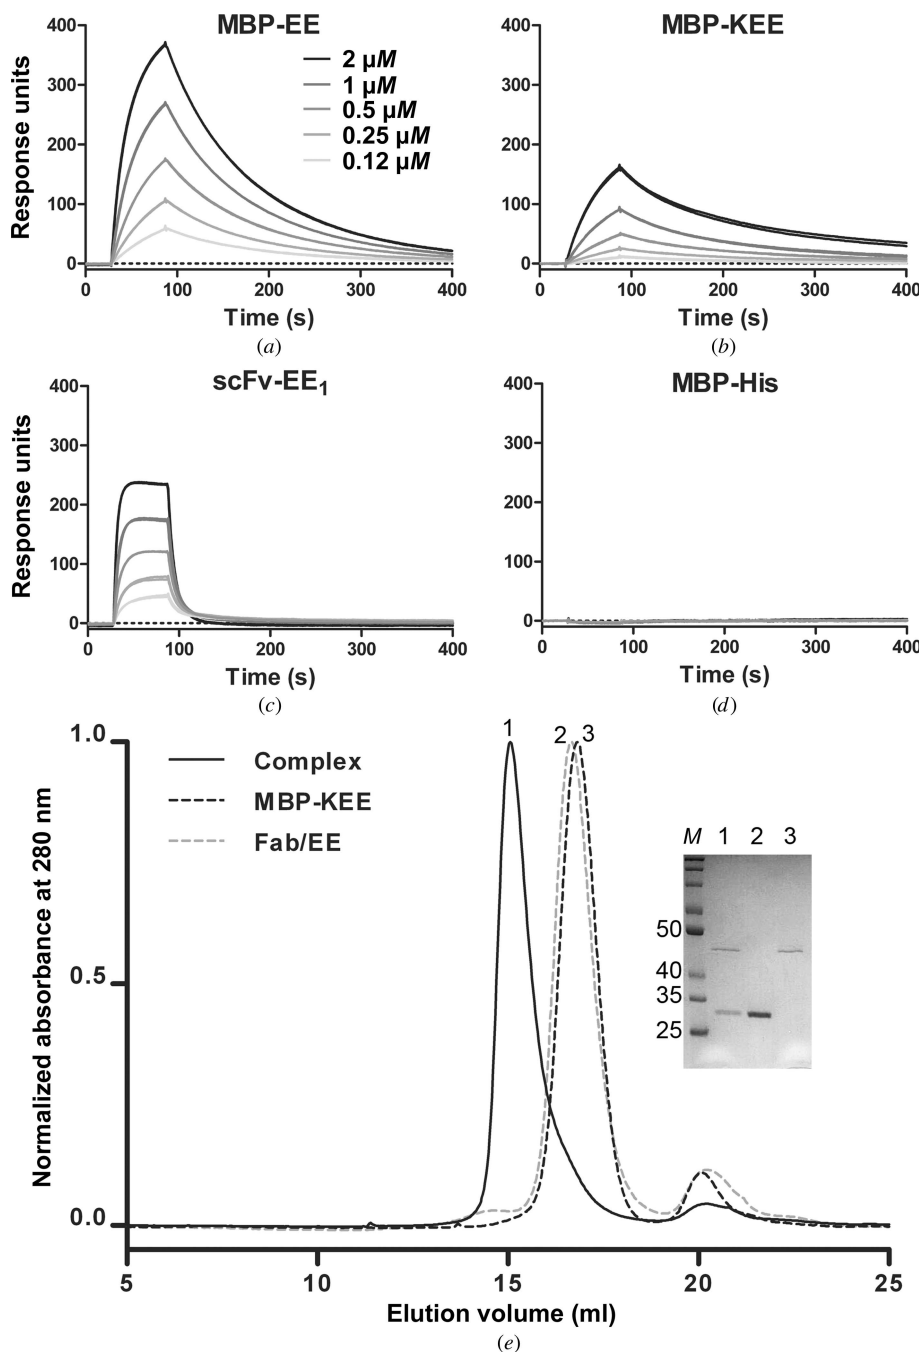 MBP-EE
MBP-KEE
Response units
400
300
200
100
0
2 µM
1 µM
0.5 µM
0.25 µM
0.12 µM
0 100 200 300 400
Time (s)
(a)
400
300
200
100
0
0 100 200 300 400
Time (s)
(b)
scFv-EE1
MBP-His
Response units
400
300
200
100
0
0 100 200 300 400
Time (s)
(c)
400
300
200
100
0
0 100 200 300 400
Time (s)
(d)
Normalized absorbance at 280 nm
1.0
0.5
0.0
Complex
MBP-KEE
Fab/EE
1
2 3
M 1 2 3
50
40
35
25
5 10 15 20 25
Elution volume (ml)
(e)